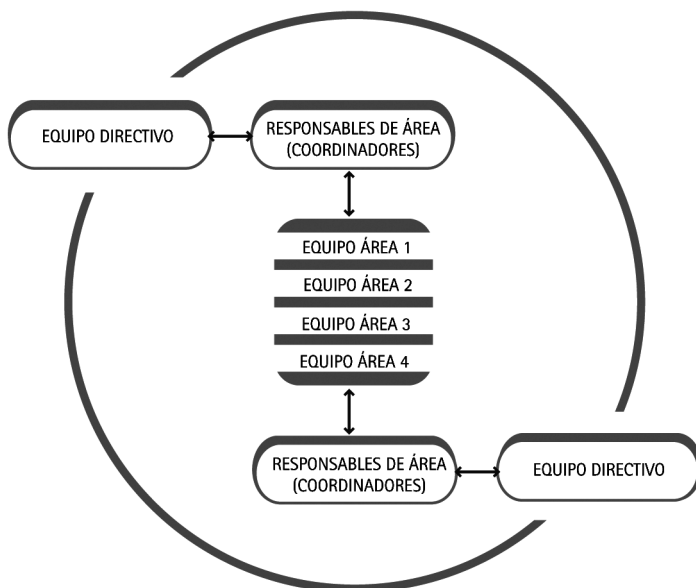 EQUIPO DIRECTIVO
RESPONSABLES DE ÁREA
(COORDINADORES)
EQUIPO ÁREA 1
EQUIPO ÁREA 2
EQUIPO ÁREA 3
EQUIPO ÁREA 4
RESPONSABLES DE ÁREA
(COORDINADORES)
EQUIPO DIRECTIVO